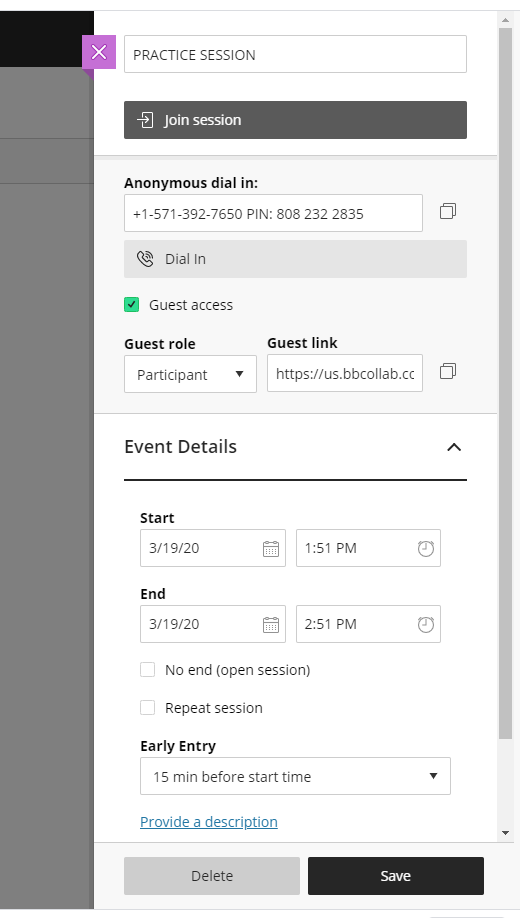 PRACTICE SESSION
Join session
Anonymous dial in:
+1-571-392-7650 PIN: 808 232 2835
Dial In
Guest access
Guest role Guest link
Participant https://us.bbcollab.cc
Event Details
Start
3/19/20 1:51 PM
End
3/19/20 2:51 PM
No end (open session)
Repeat session
Early Entry
15 min before start time
Provide a description
Delete Save